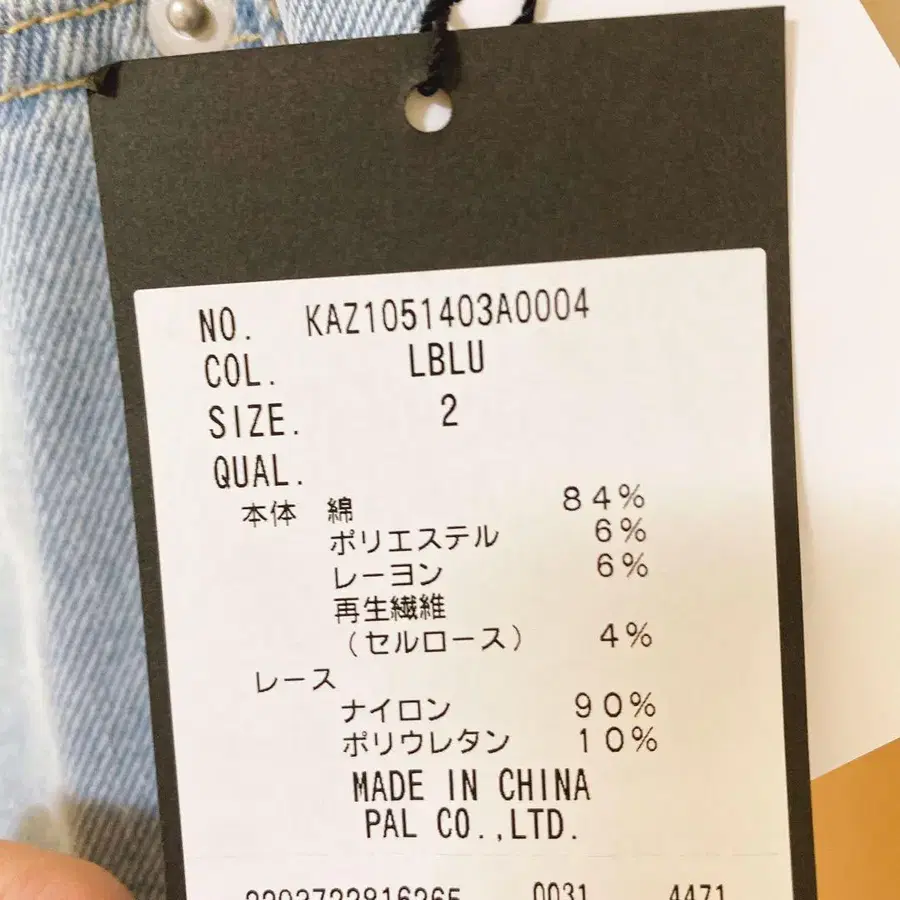 NO. KAZ1051403A0004
COL. LBLU
SIZE. 2
QUAL.
本体 綿 84%
ポリエステル 6%
レーヨン 6%
再生繊維
(セルロース) 4%
レース
ナイロン 90%
ポリウレタン 10%
MADE IN CHINA
PAL CO.,LTD.
0031 4471